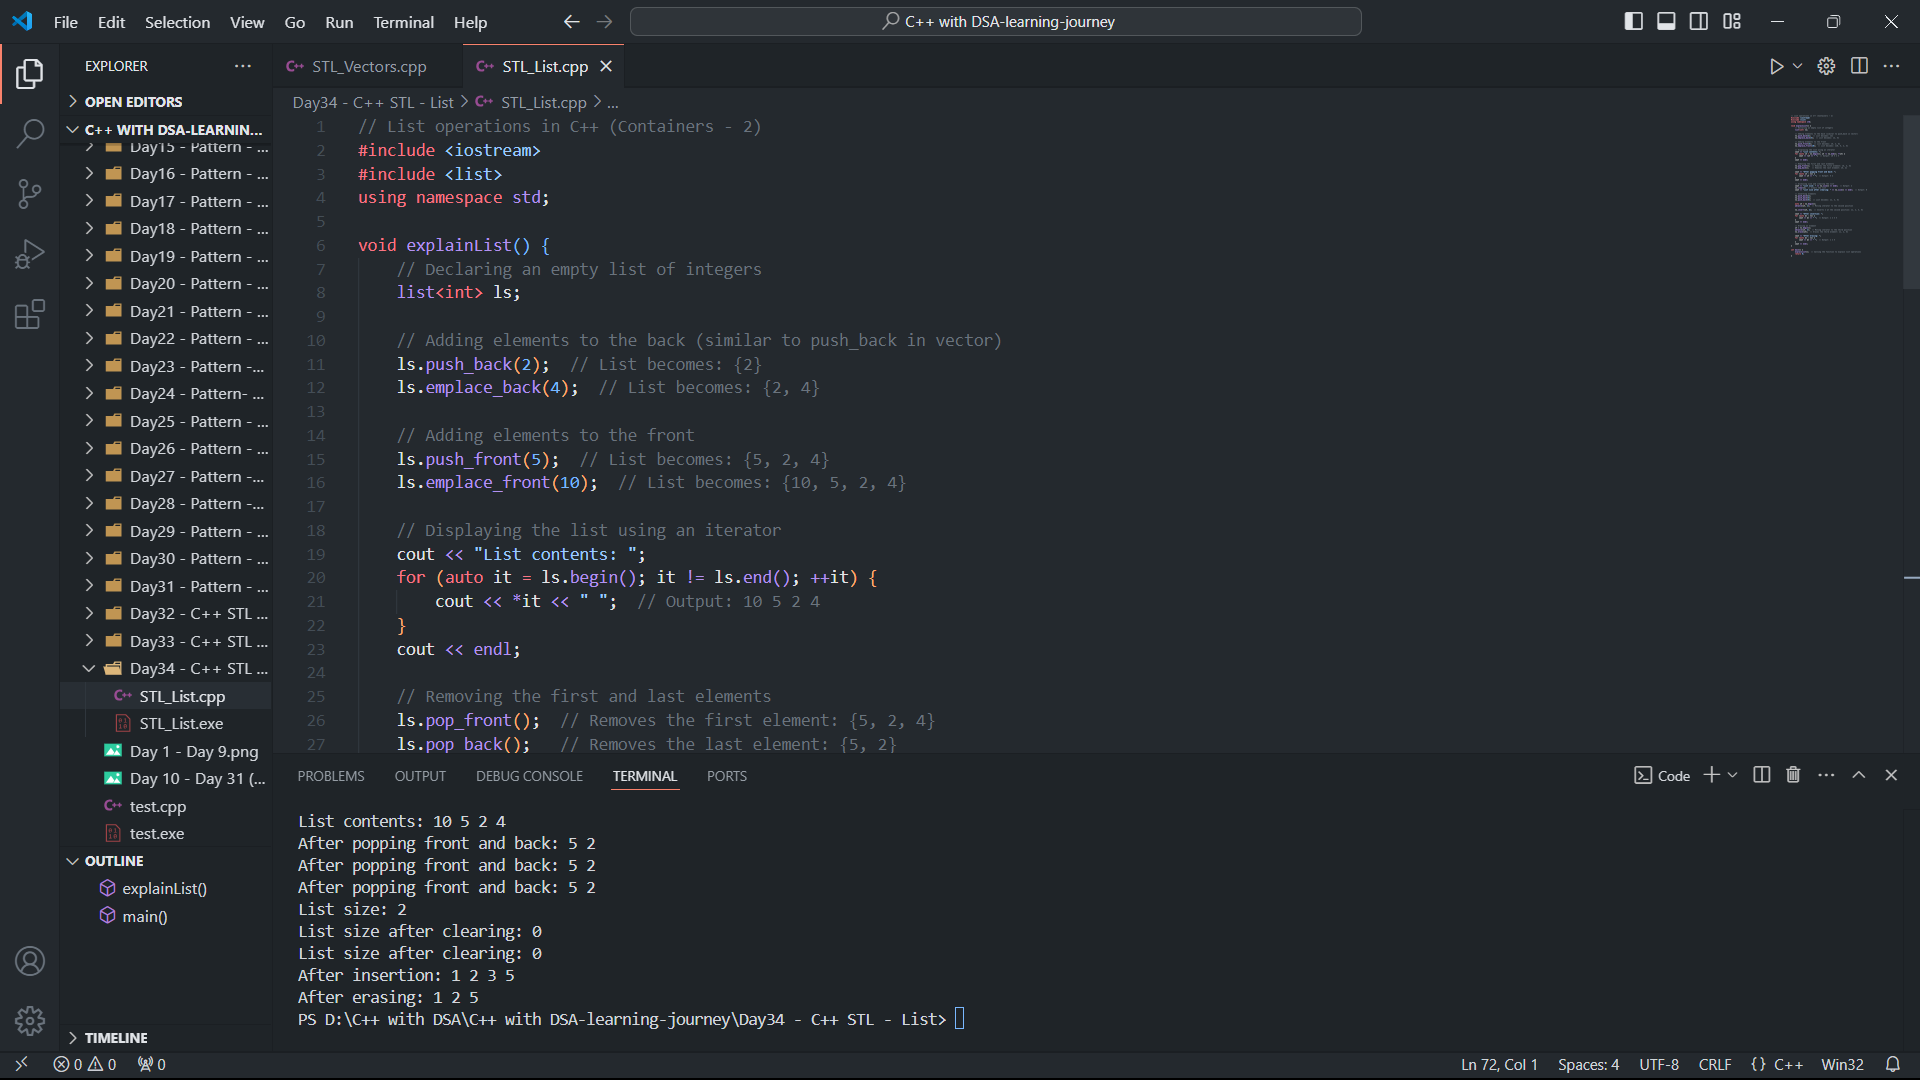 File Edit Selection View Go Run Terminal Help
C++ with DSA-learning-journey
EXPLORER
OPEN EDITORS
C++ WITH DSA-LEARNIN...
Day15 - Pattern - ...
Day16 - Pattern - ...
Day17 - Pattern - ...
Day18 - Pattern - ...
Day19 - Pattern - ...
Day20 - Pattern - ...
Day21 - Pattern - ...
Day22 - Pattern - ...
Day23 - Pattern -...
Day24 - Pattern- ...
Day25 - Pattern - ...
Day26 - Pattern - ...
Day27 - Pattern -...
Day28 - Pattern -...
Day29 - Pattern - ...
Day30 - Pattern - ...
Day31 - Pattern - ...
Day32 - C++ STL ...
Day33 - C++ STL ...
Day34 - C++ STL ...
STL_List.cpp
STL_List.exe
Day 1 - Day 9.png
Day 10 - Day 31 (...
test.cpp
test.exe
OUTLINE
explainList()
main()
TIMELINE
STL_Vectors.cpp STL_List.cpp
Day34 - C++ STL - List > STL_List.cpp > ...
1 // List operations in C++ (Containers - 2)
2 #include <iostream>
3 #include <list>
4 using namespace std;
5
6 void explainList() {
7 // Declaring an empty list of integers
8 list<int> ls;
9
10 // Adding elements to the back (similar to push_back in vector)
11 ls.push_back(2); // List becomes: {2}
12 ls.emplace_back(4); // List becomes: {2, 4}
13
14 // Adding elements to the front
15 ls.push_front(5); // List becomes: {5, 2, 4}
16 ls.emplace_front(10); // List becomes: {10, 5, 2, 4}
17
18 // Displaying the list using an iterator
19 cout << "List contents: ";
20 for (auto it = ls.begin(); it != ls.end(); ++it) {
21 cout << *it << " "; // Output: 10 5 2 4
22 }
23 cout << endl;
24
25 // Removing the first and last elements
26 ls.pop_front(); // Removes the first element: {5, 2, 4}
27 ls.pop_back(); // Removes the last element: {5, 2}
PROBLEMS OUTPUT DEBUG CONSOLE TERMINAL PORTS
Code
List contents: 10 5 2 4
After popping front and back: 5 2
After popping front and back: 5 2
After popping front and back: 5 2
List size: 2
List size after clearing: 0
List size after clearing: 0
After insertion: 1 2 3 5
After erasing: 1 2 5
PS D:\C++ with DSA\C++ with DSA-learning-journey\Day34 - C++ STL - List>
0 0 0
Ln 72, Col 1 Spaces: 4 UTF-8 CRLF {} C++ Win32